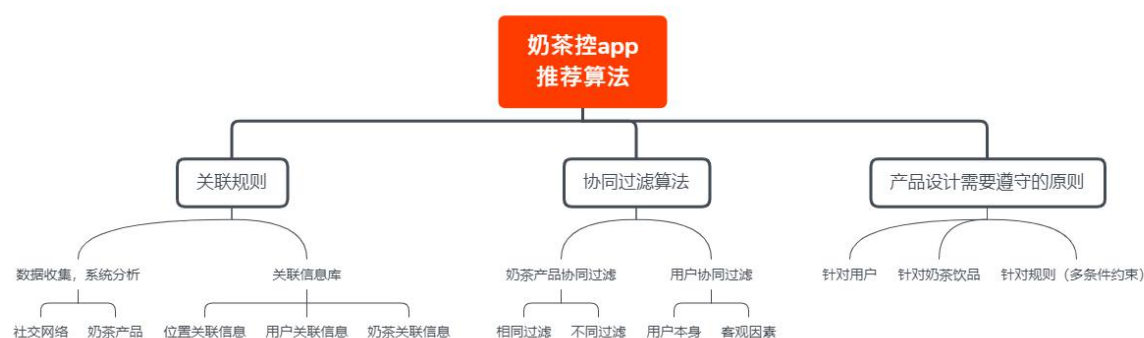 奶茶控app
推荐算法
关联规则
协同过滤算法
产品设计需要遵守的原则
数据收集，系统分析
关联信息库
奶茶产品协同过滤
用户协同过滤
针对用户
针对奶茶饮品
针对规则（多条件约束）
社交网络
奶茶产品
位置关联信息
用户关联信息
奶茶关联信息
相同过滤
不同过滤
用户本身
客观因素